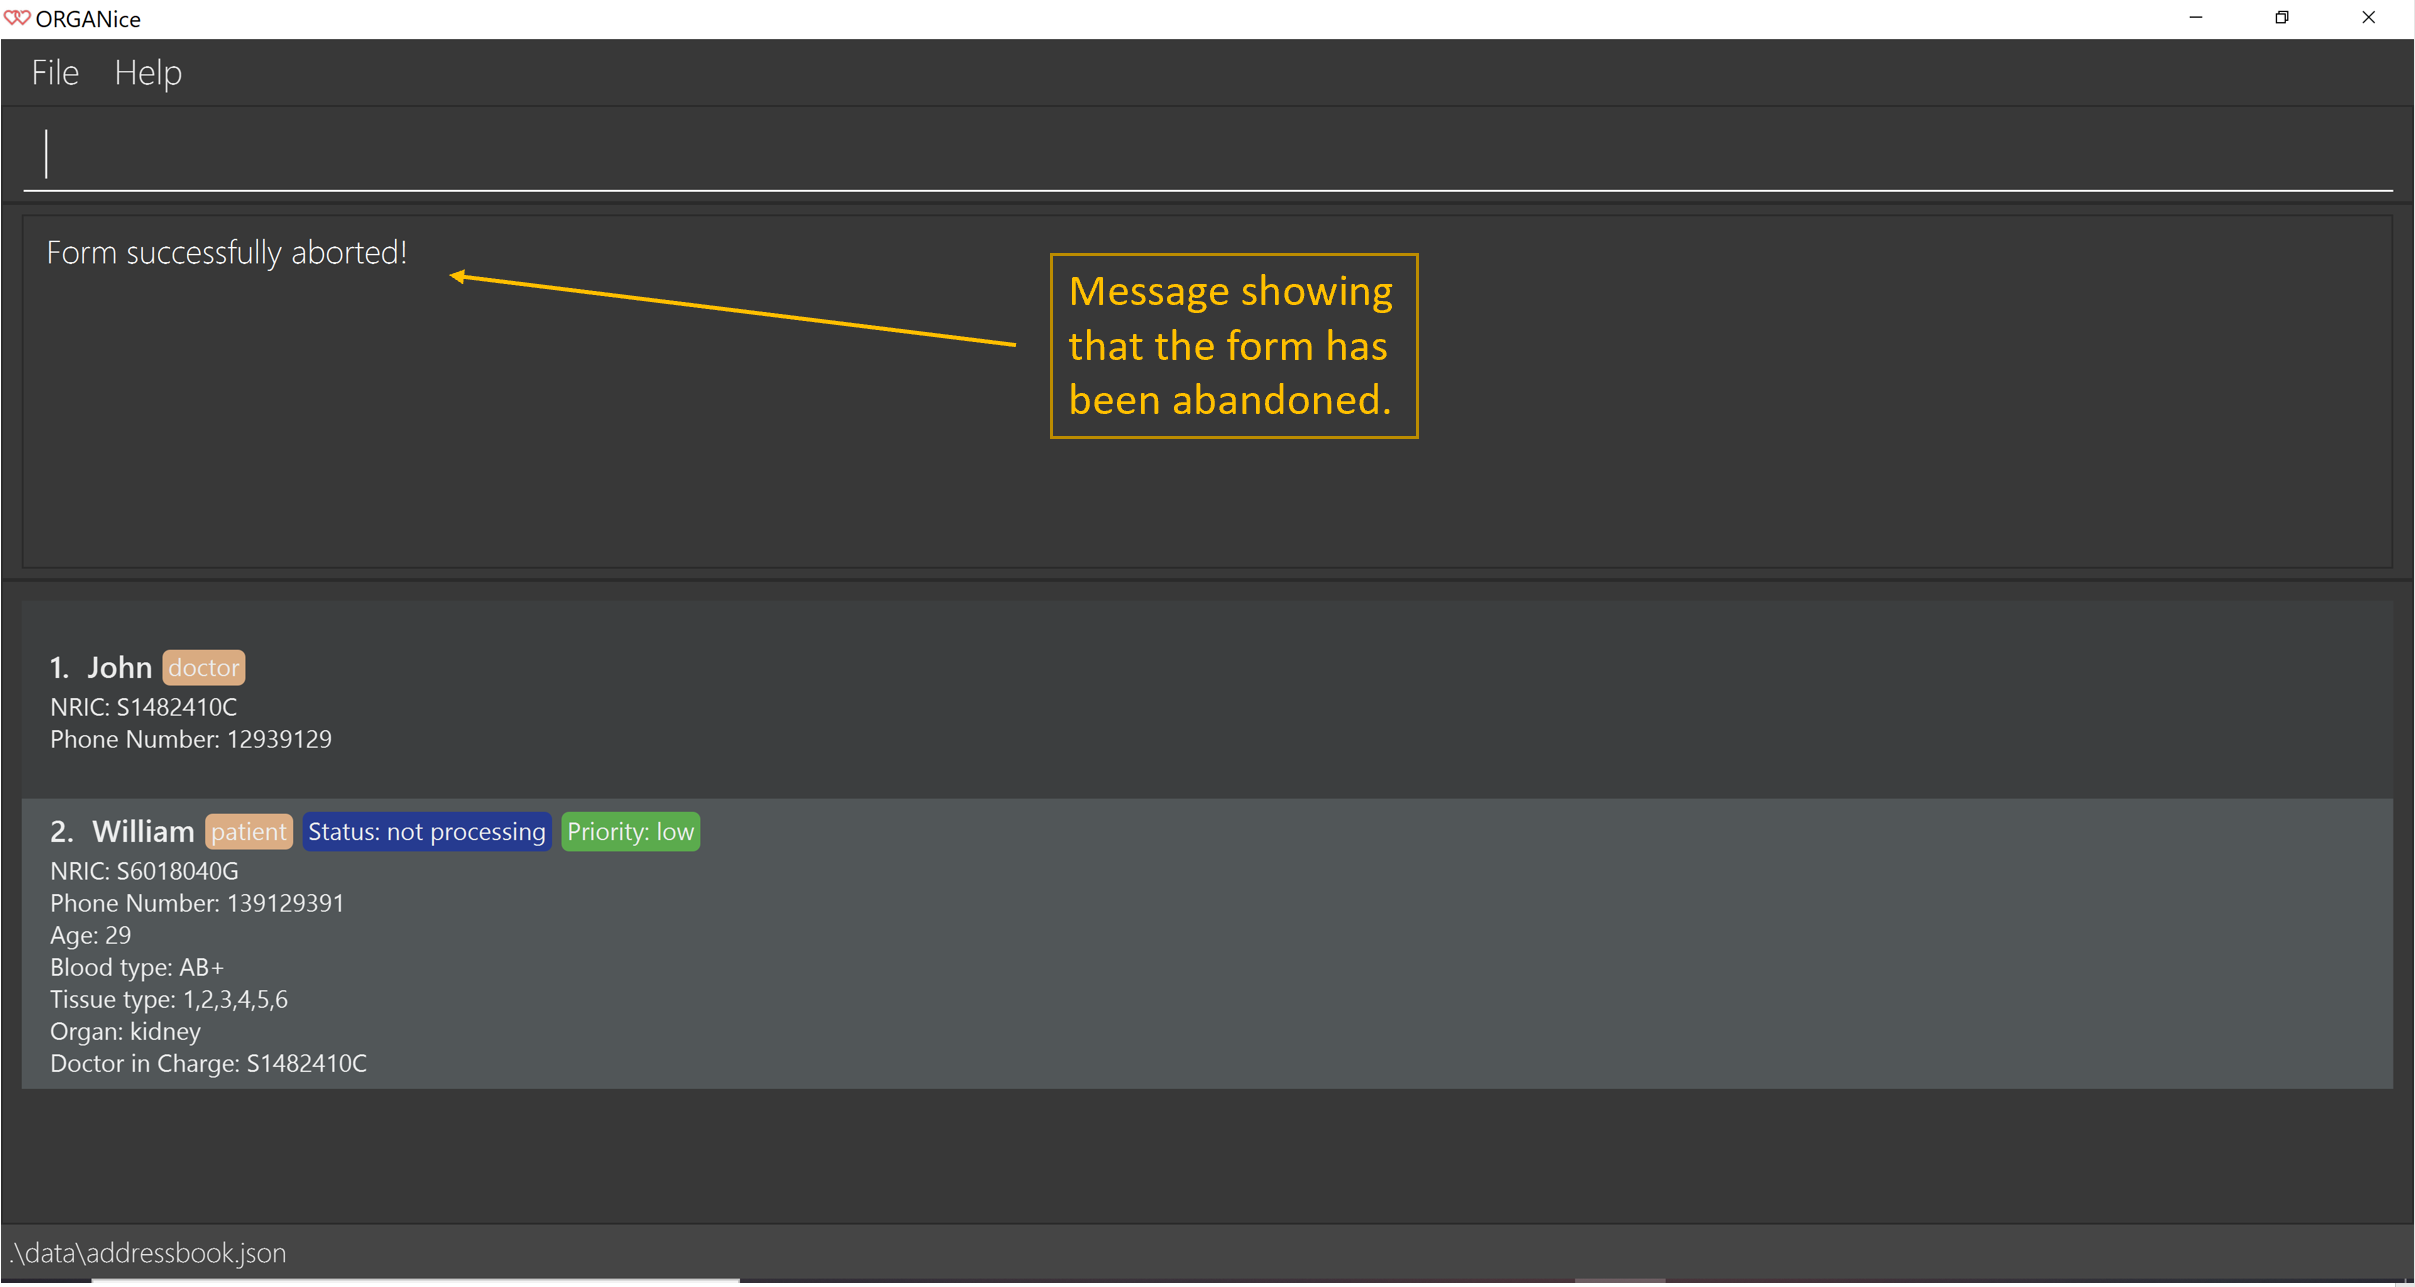 ORGANice
File Help
Form successfully aborted!
Message showing
that the form has
been abandoned.
1. John doctor
NRIC: S1482410C
Phone Number: 12939129
2. William patient Status: not processing Priority: low
NRIC: S6018040G
Phone Number: 139129391
Age: 29
Blood type: AB+
Tissue type: 1,2,3,4,5,6
Organ: kidney
Doctor in Charge: S1482410C
.\data\addressbook.json